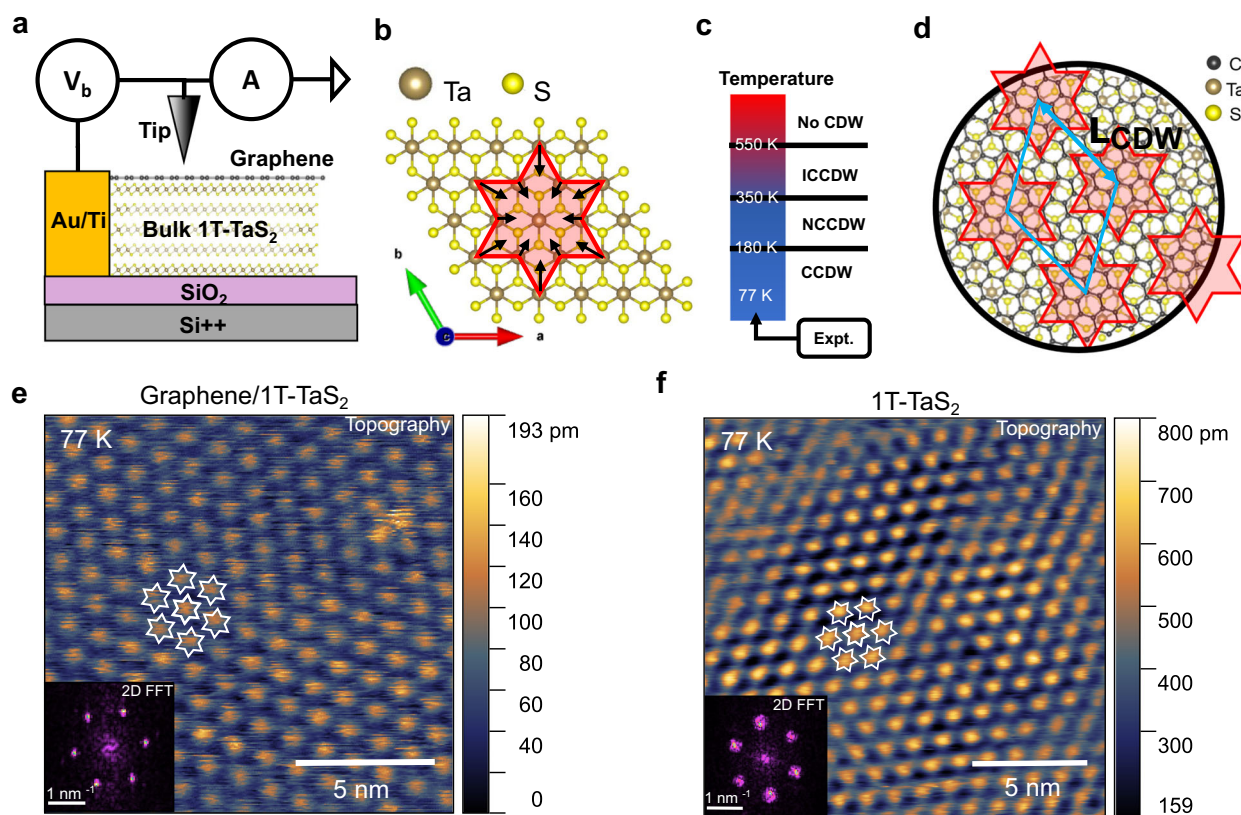 a
V_b
A
Tip
Graphene
Au/Ti
Bulk 1T-TaS₂
SiO₂
Si++
b
Ta
S
b
c
a
c
Temperature
No CDW
550 K
ICCDW
350 K
NCCDW
180 K
CCDW
77 K
Expt.
d
C
Ta
S
L_CDW
e
Graphene/1T-TaS₂
77 K
Topography
193 pm
160
140
120
100
80
60
40
20
0
2D FFT
1 nm⁻¹
5 nm
f
1T-TaS₂
77 K
Topography
800 pm
700
600
500
400
300
159
2D FFT
1 nm⁻¹
5 nm